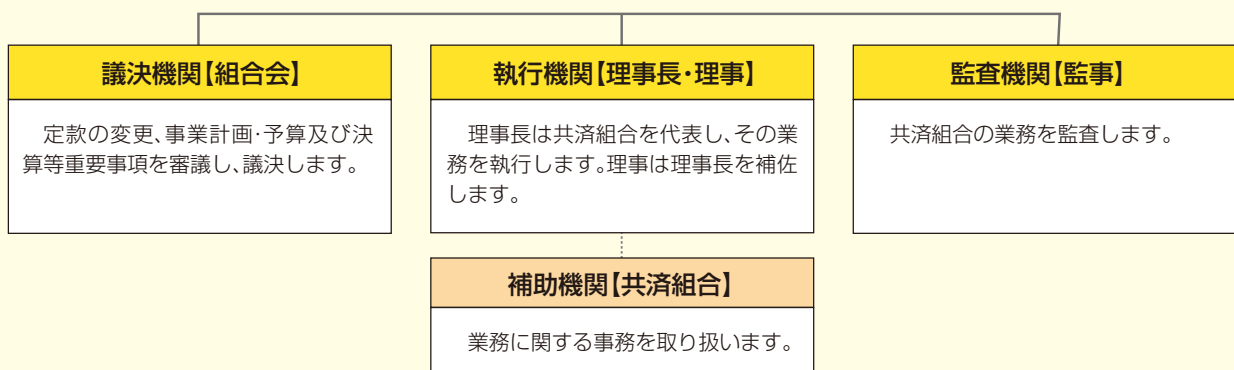 議決機関【組合会】
定款の変更、事業計画・予算及び決
算等重要事項を審議し、議決します。
執行機関【理事長・理事】
理事長は共済組合を代表し、その業
務を執行します。理事は理事長を補佐
します。
監査機関【監事】
共済組合の業務を監査します。
補助機関【共済組合】
業務に関する事務を取り扱います。